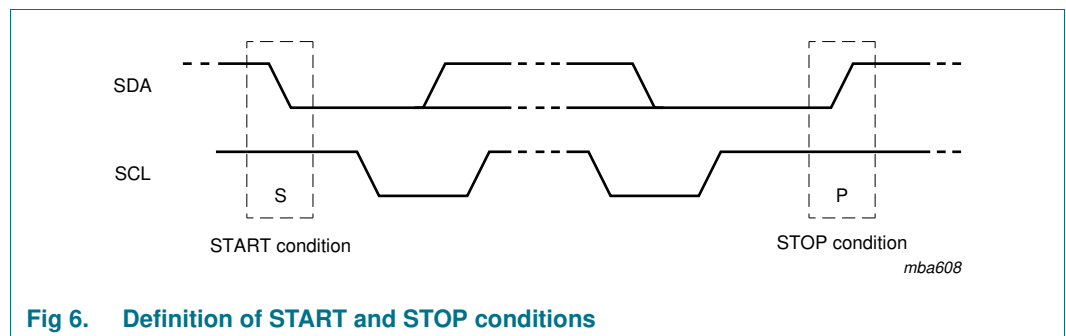 SDA
SCL
S
P
START condition
STOP condition
mba608
Fig 6. Definition of START and STOP conditions